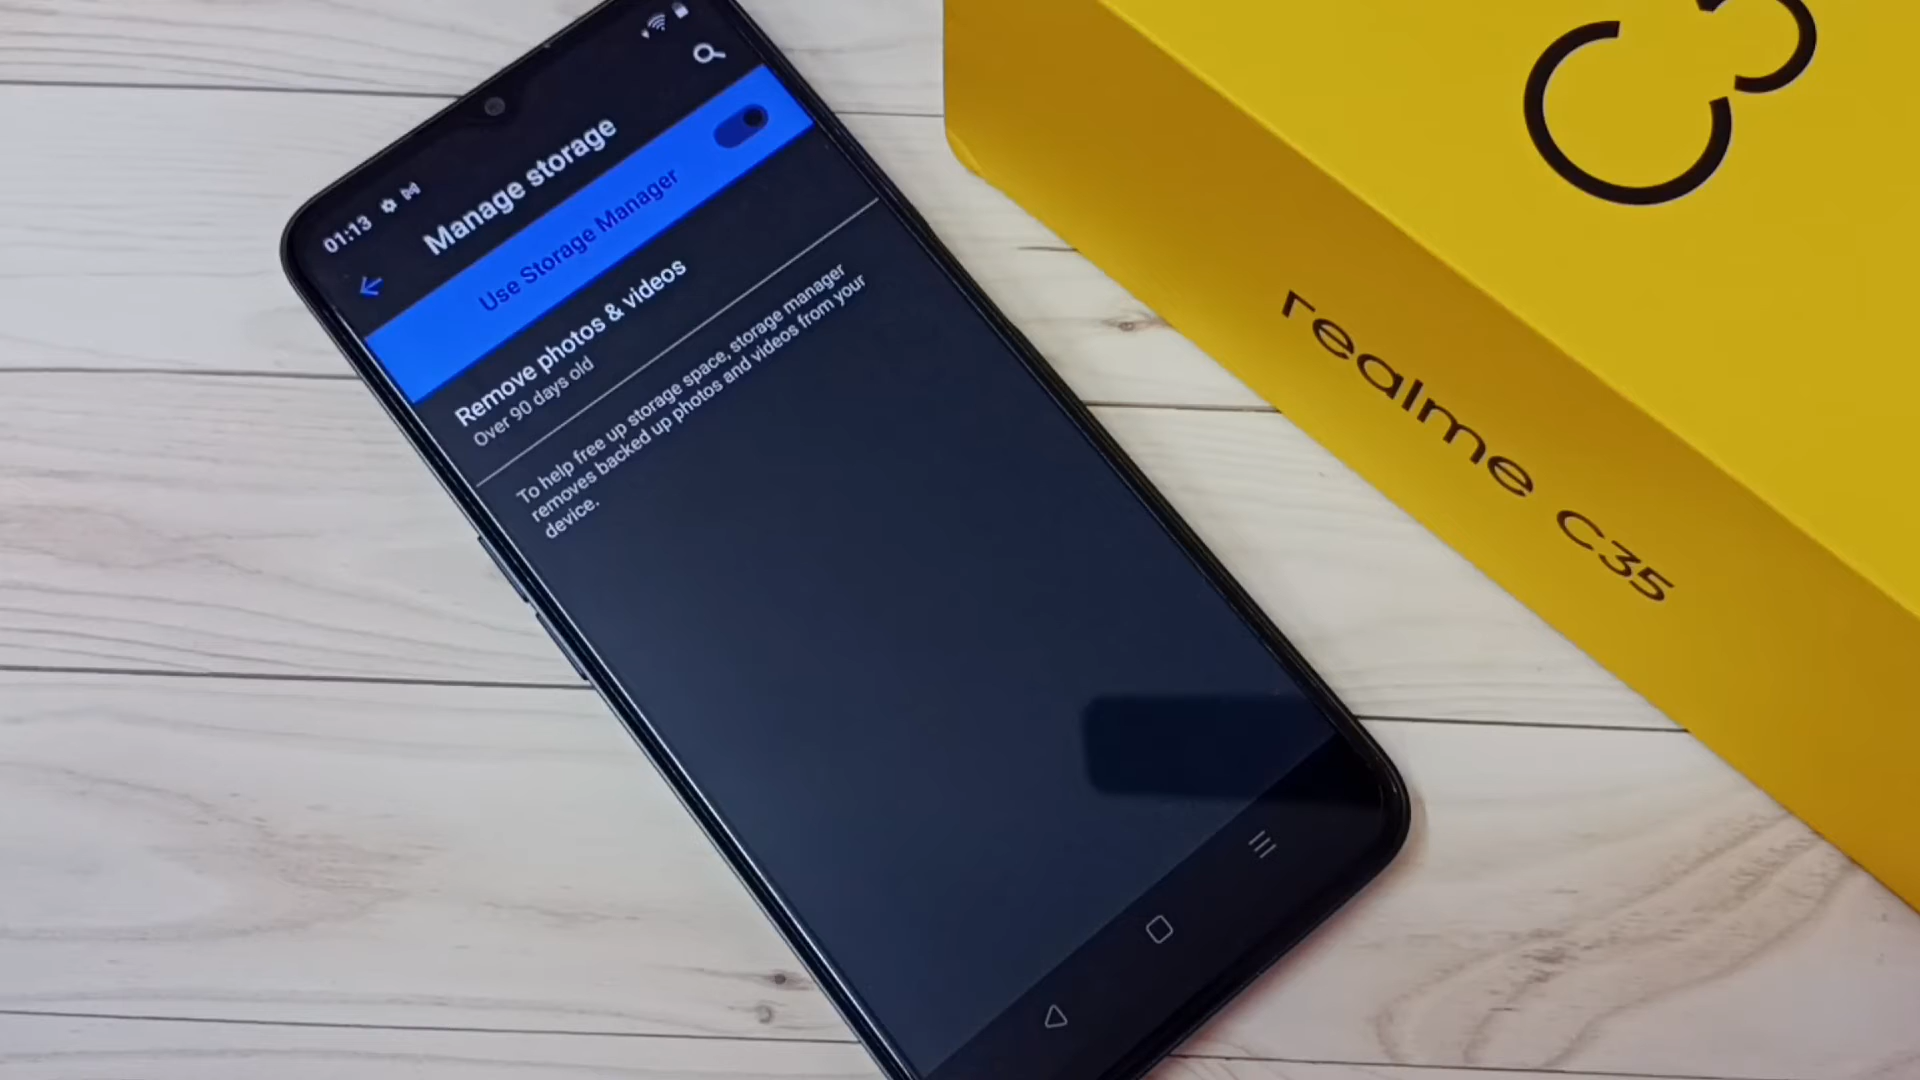 01:13
Manage storage
Use Storage Manager
Remove photos & videos
Over 90 days old
To help free up storage space, storage manager
removes backed up photos and videos from your
device.
C3
realme C35